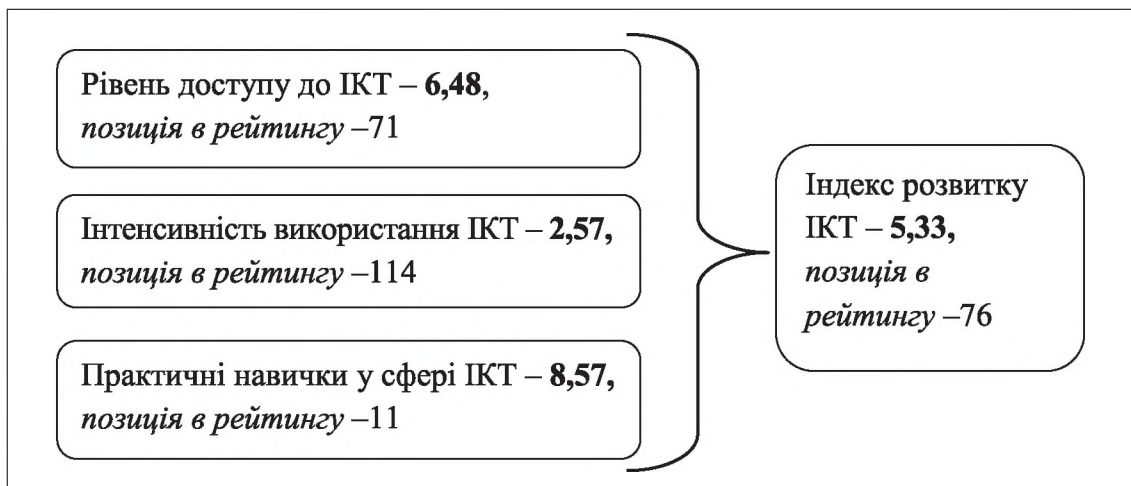 Рівень доступу до ІКТ – 6,48,
позиція в рейтингу –71
Інтенсивність використання ІКТ – 2,57,
позиція в рейтингу –114
Практичні навички у сфері ІКТ – 8,57,
позиція в рейтингу –11
Індекс розвитку
ІКТ – 5,33,
позиція в
рейтингу –76